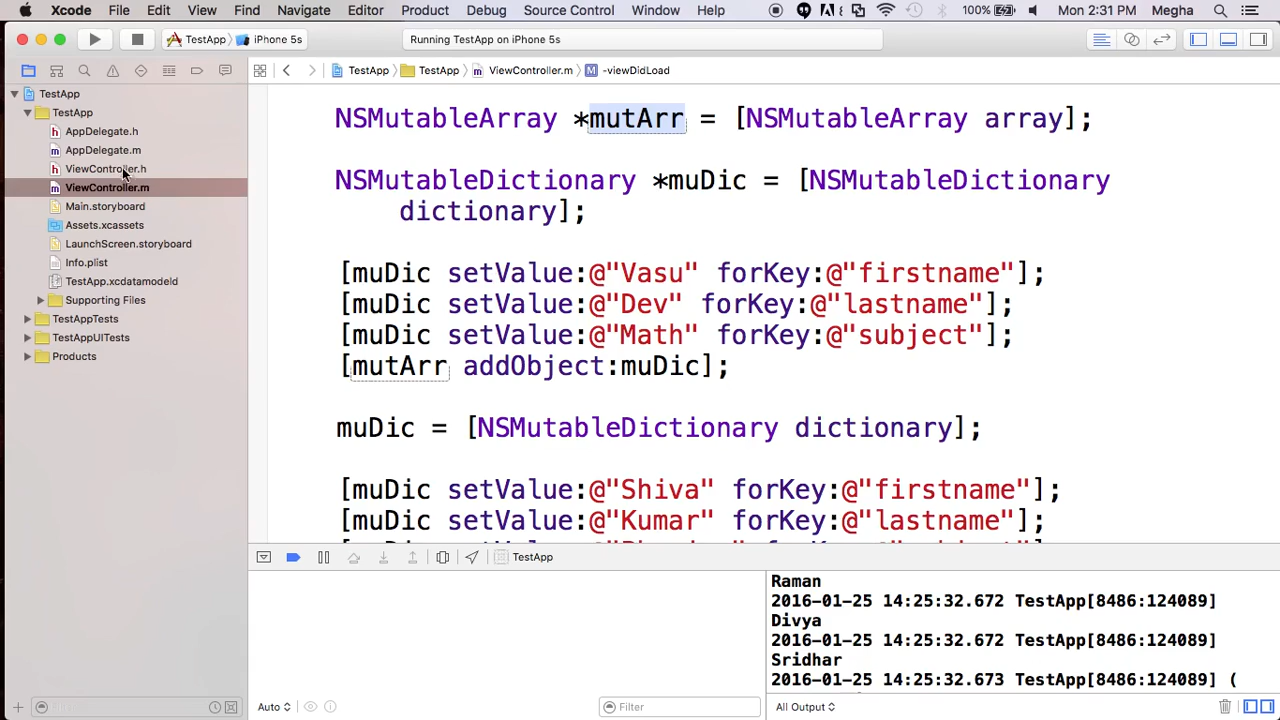 Xcode File Edit View Find Navigate Editor Product Debug Source Control Window Help 8 100% Mon 2:31 PM Megha
TestApp iPhone 5s Running TestApp on iPhone 5s
TestApp TestApp ViewController.m -viewDidLoad
TestApp
TestApp
AppDelegate.h
AppDelegate.m
ViewController.h
ViewController.m
Main.storyboard
Assets.xcassets
LaunchScreen.storyboard
Info.plist
TestApp.xcdatamodeld
Supporting Files
TestAppTests
TestAppUITests
Products
NSMutableArray *mutArr = [NSMutableArray array];
NSMutableDictionary *muDic = [NSMutableDictionary
dictionary];
[muDic setValue:@"Vasu" forKey:@"firstname"];
[muDic setValue:@"Dev" forKey:@"lastname"];
[muDic setValue:@"Math" forKey:@"subject"];
[mutArr addObject:muDic];
muDic = [NSMutableDictionary dictionary];
[muDic setValue:@"Shiva" forKey:@"firstname"];
[muDic setValue:@"Kumar" forKey:@"lastname"];
TestApp
Raman
2016-01-25 14:25:32.672 TestApp[8486:124089]
Divya
2016-01-25 14:25:32.672 TestApp[8486:124089]
Sridhar
2016-01-25 14:25:32.673 TestApp[8486:124089] (
Auto Filter All Output